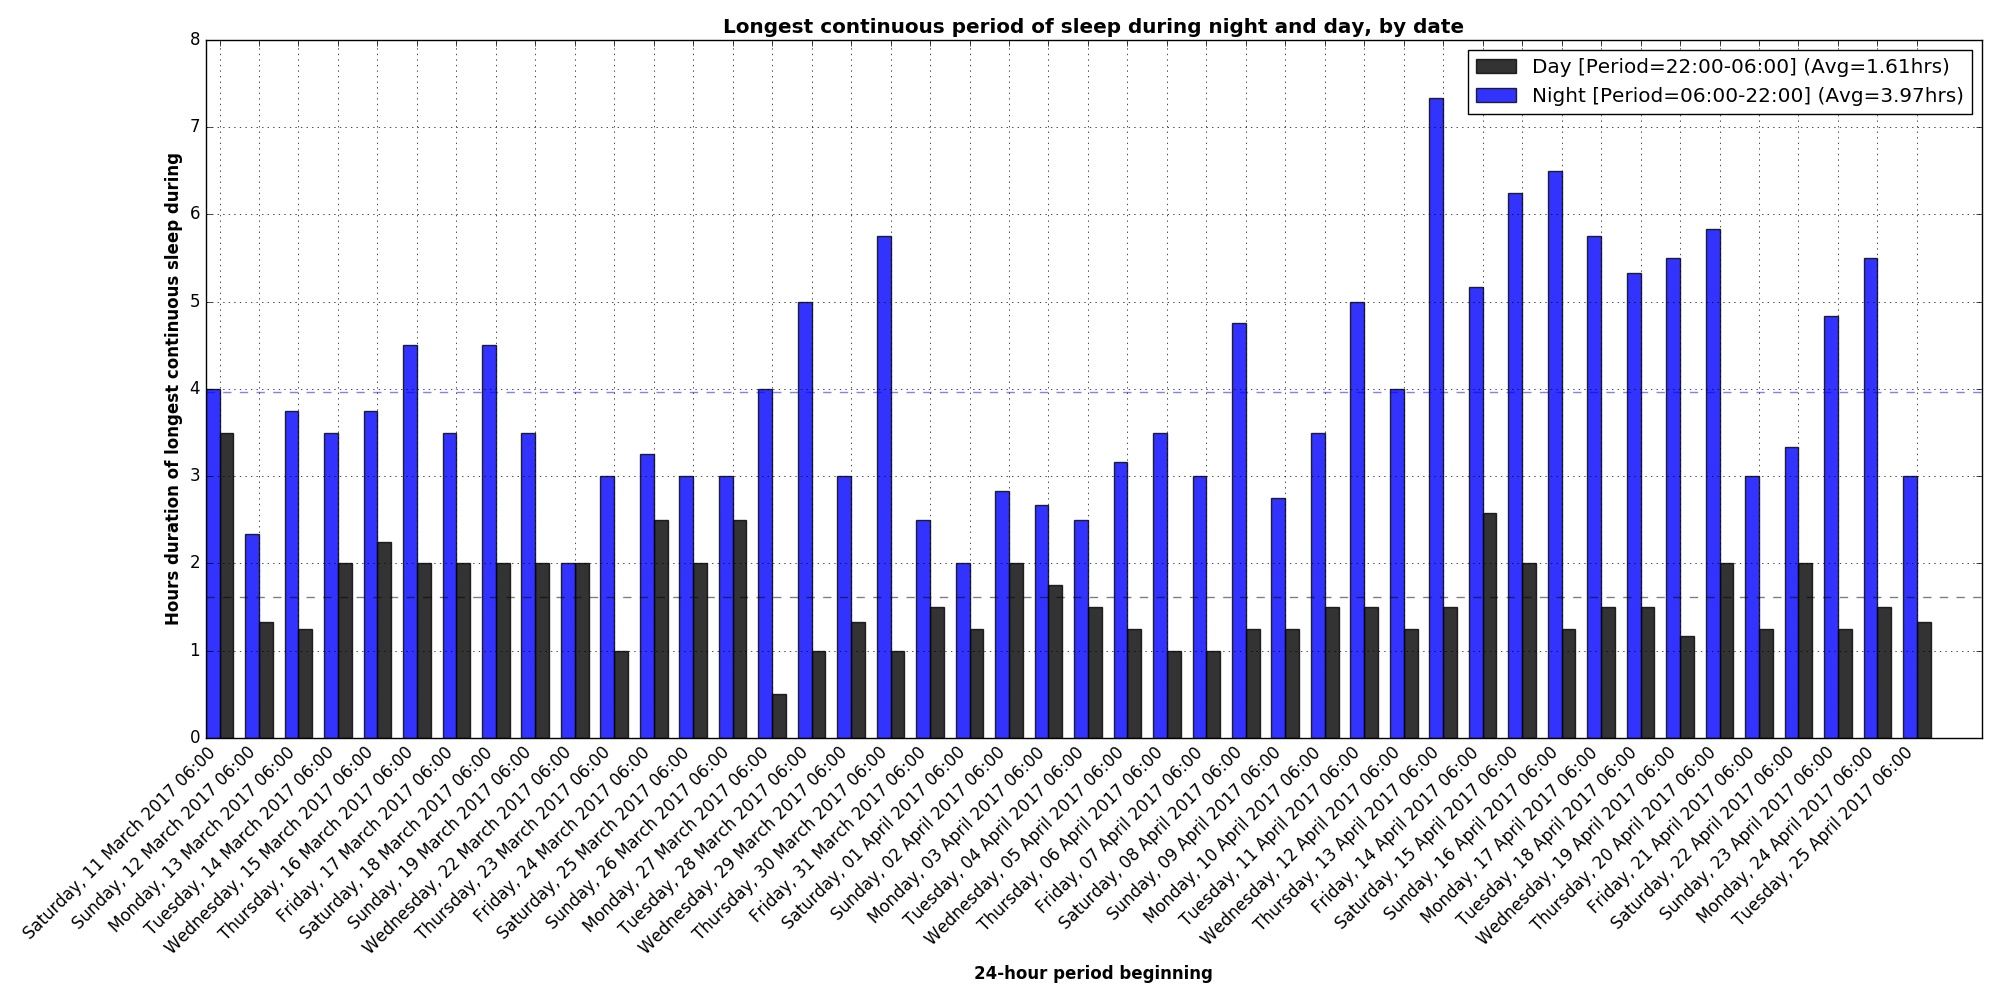 Longest continuous period of sleep during night and day, by date
Day [Period=22:00-06:00] (Avg=1.61hrs)
Night [Period=06:00-22:00] (Avg=3.97hrs)
Hours duration of longest continuous sleep during
8
7
6
5
4
3
2
1
0
Saturday, 11 March 2017 06:00
Sunday, 12 March 2017 06:00
Monday, 13 March 2017 06:00
Tuesday, 14 March 2017 06:00
Wednesday, 15 March 2017 06:00
Thursday, 16 March 2017 06:00
Friday, 17 March 2017 06:00
Saturday, 18 March 2017 06:00
Sunday, 19 March 2017 06:00
Wednesday, 22 March 2017 06:00
Thursday, 23 March 2017 06:00
Friday, 24 March 2017 06:00
Saturday, 25 March 2017 06:00
Sunday, 26 March 2017 06:00
Monday, 27 March 2017 06:00
Tuesday, 28 March 2017 06:00
Wednesday, 29 March 2017 06:00
Thursday, 30 March 2017 06:00
Friday, 31 March 2017 06:00
Saturday, 01 April 2017 06:00
Sunday, 02 April 2017 06:00
Monday, 03 April 2017 06:00
Tuesday, 04 April 2017 06:00
Wednesday, 05 April 2017 06:00
Thursday, 06 April 2017 06:00
Friday, 07 April 2017 06:00
Saturday, 08 April 2017 06:00
Sunday, 09 April 2017 06:00
Monday, 10 April 2017 06:00
Tuesday, 11 April 2017 06:00
Wednesday, 12 April 2017 06:00
Thursday, 13 April 2017 06:00
Friday, 14 April 2017 06:00
Saturday, 15 April 2017 06:00
Sunday, 16 April 2017 06:00
Monday, 17 April 2017 06:00
Tuesday, 18 April 2017 06:00
Wednesday, 19 April 2017 06:00
Thursday, 20 April 2017 06:00
Friday, 21 April 2017 06:00
Saturday, 22 April 2017 06:00
Sunday, 23 April 2017 06:00
Monday, 24 April 2017 06:00
Tuesday, 25 April 2017 06:00
24-hour period beginning